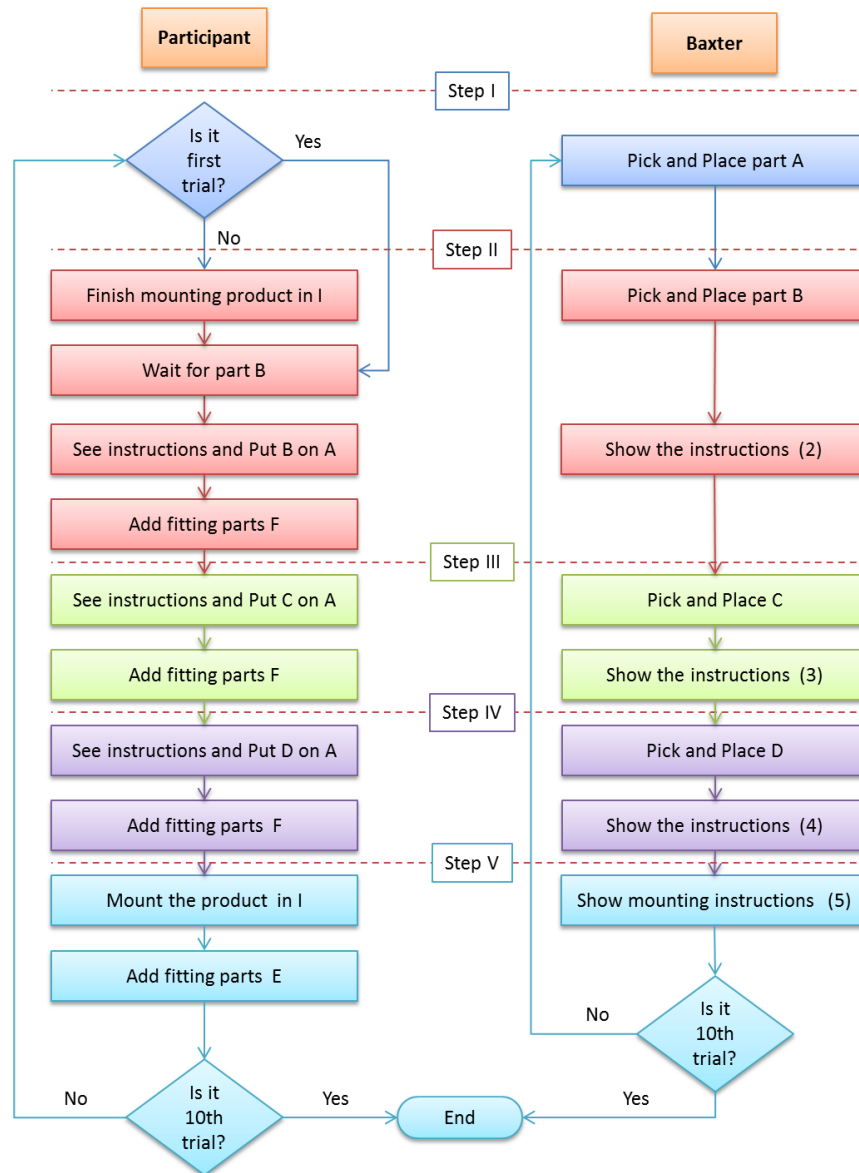 Participant
Baxter
Step I
Is it
first
trial?
Yes
No
Pick and Place part A
Step II
Finish mounting product in I
Pick and Place part B
Wait for part B
See instructions and Put B on A
Show the instructions (2)
Add fitting parts F
Step III
See instructions and Put C on A
Pick and Place C
Add fitting parts F
Show the instructions (3)
Step IV
See instructions and Put D on A
Pick and Place D
Add fitting parts F
Show the instructions (4)
Step V
Mount the product in I
Show mounting instructions (5)
Add fitting parts E
Is it
10th
trial?
No
Yes
Is it
10th
trial?
No
Yes
End